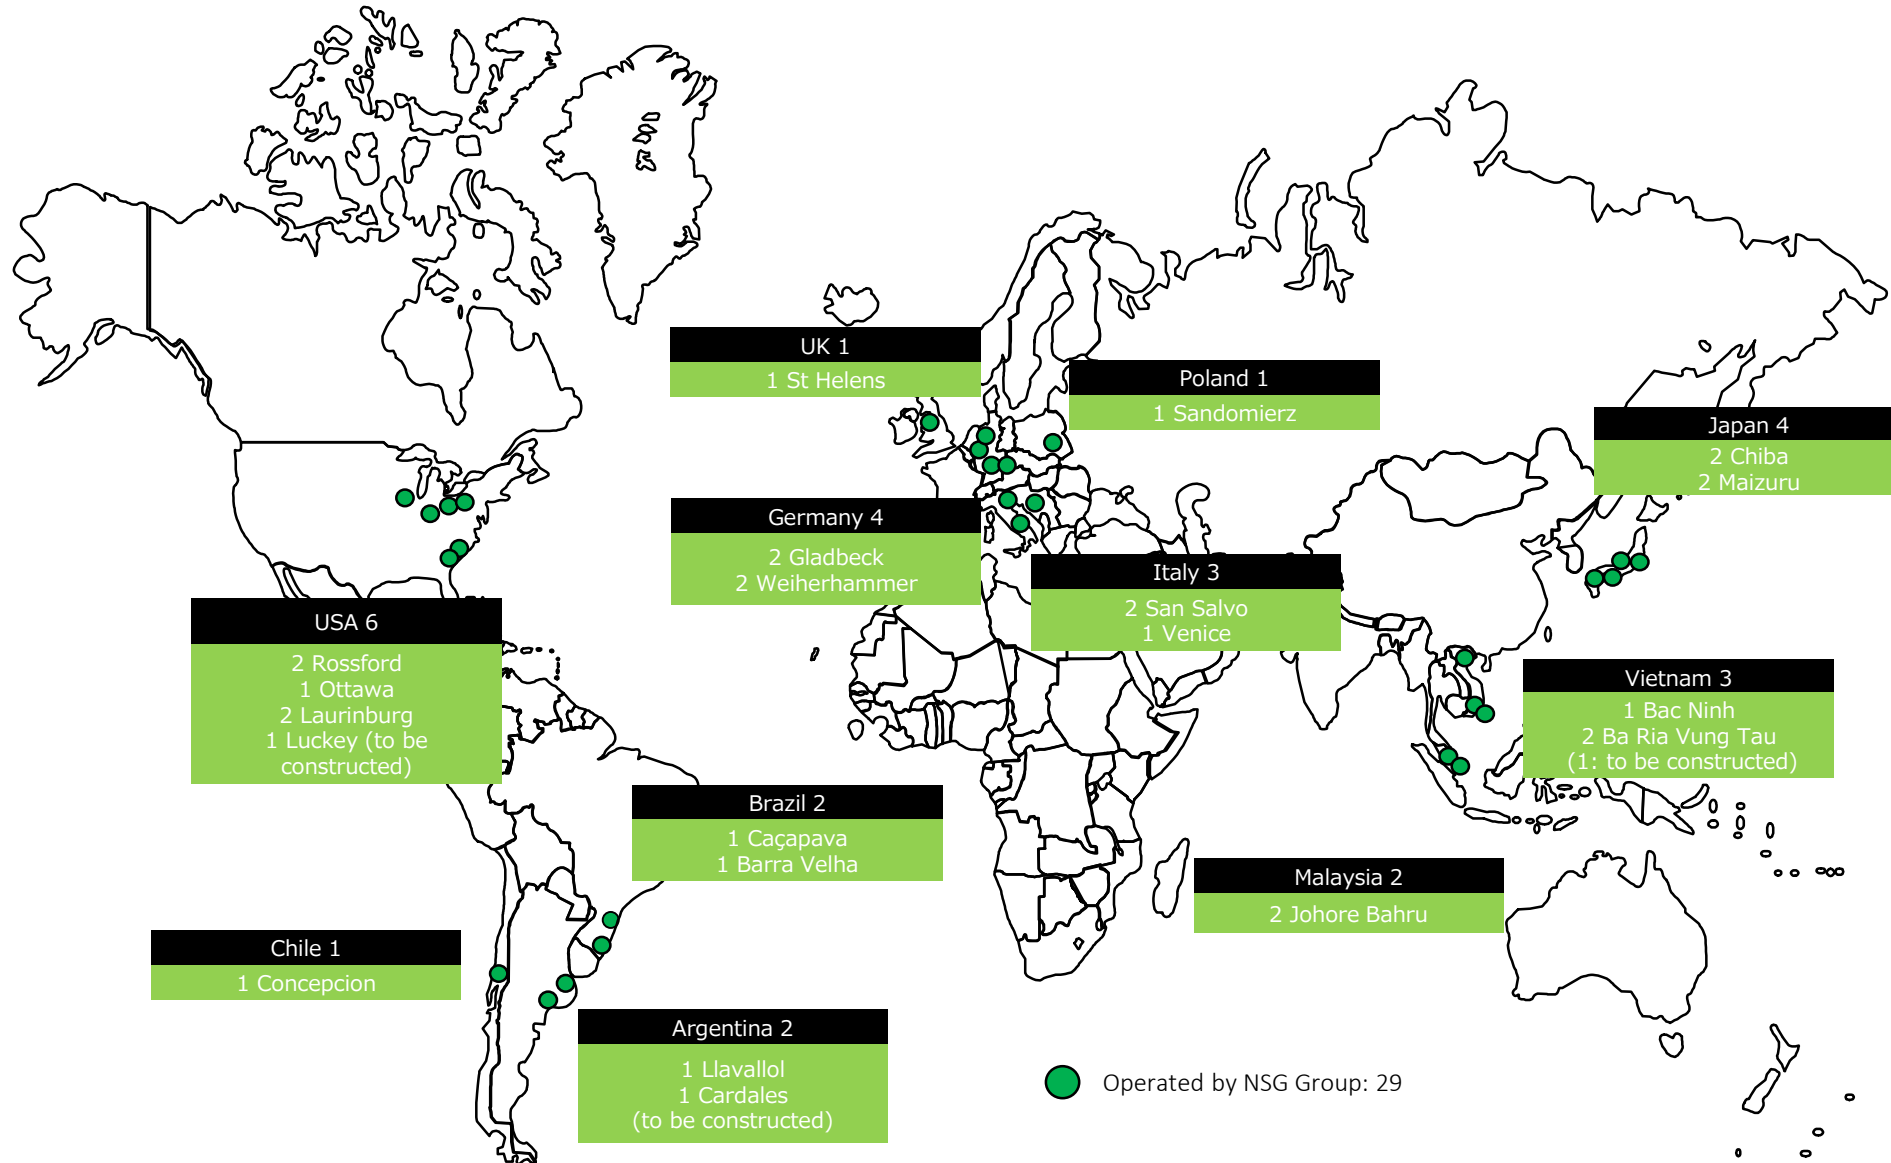 UK 1
1 St Helens
Poland 1
1 Sandomierz
Japan 4
2 Chiba
2 Maizuru
Germany 4
2 Gladbeck
2 Weiherhammer
Italy 3
2 San Salvo
1 Venice
USA 6
2 Rossford
1 Ottawa
2 Laurinburg
1 Luckey (to be
constructed)
Vietnam 3
1 Bac Ninh
2 Ba Ria Vung Tau
(1: to be constructed)
Brazil 2
1 Caçapava
1 Barra Velha
Malaysia 2
2 Johore Bahru
Chile 1
1 Concepcion
Argentina 2
1 Llavallol
1 Cardales
(to be constructed)
Operated by NSG Group: 29